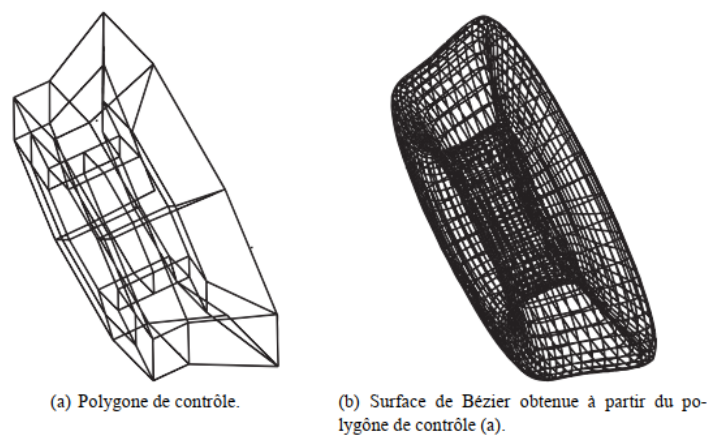 (a) Polygone de contrôle.
(b) Surface de Bézier obtenue à partir du po-
lygône de contrôle (a).